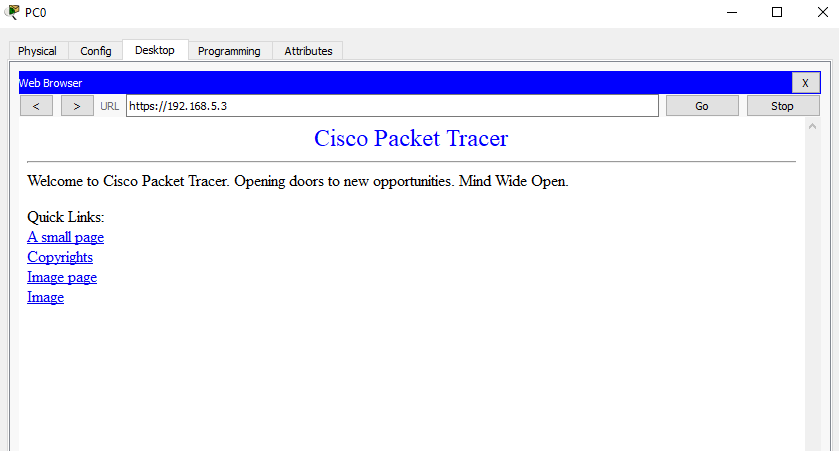 PC0
Physical Config Desktop Programming Attributes
Web Browser X
< > URL https://192.168.5.3 Go Stop
Cisco Packet Tracer
Welcome to Cisco Packet Tracer. Opening doors to new opportunities. Mind Wide Open.
Quick Links:
A small page
Copyrights
Image page
Image